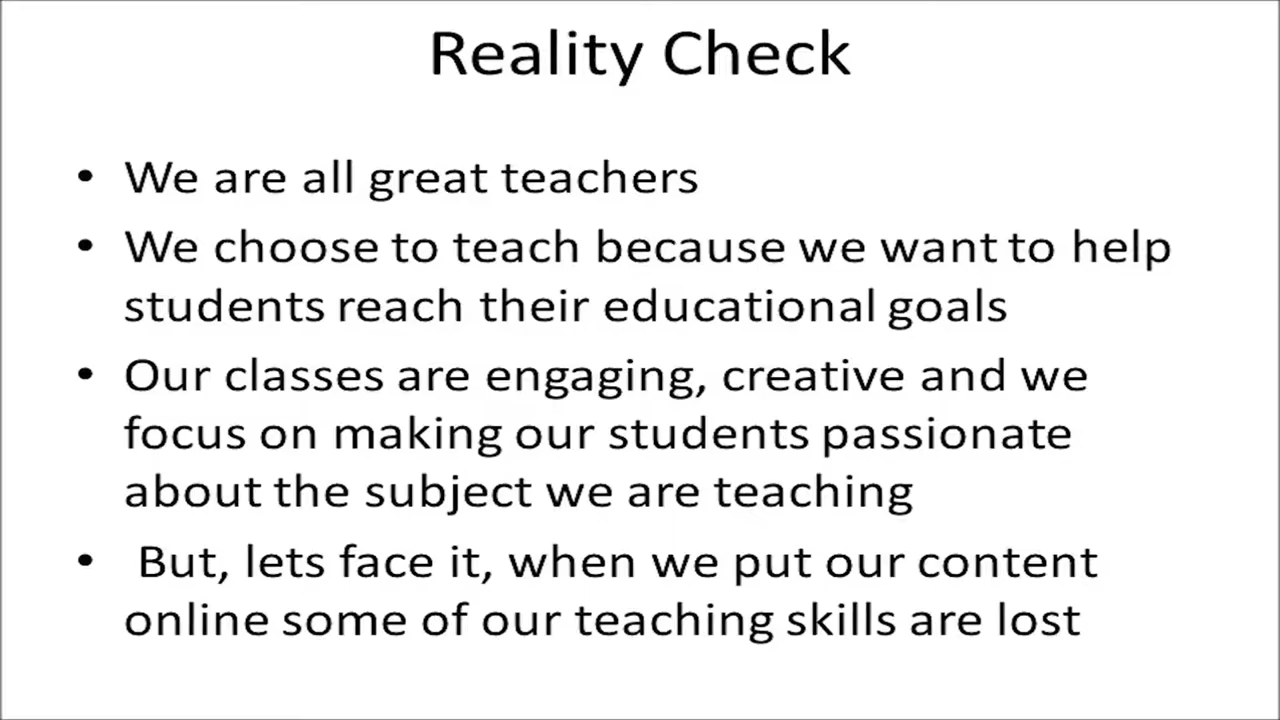 Reality Check
• We are all great teachers
• We choose to teach because we want to help
students reach their educational goals
• Our classes are engaging, creative and we
focus on making our students passionate
about the subject we are teaching
• But, lets face it, when we put our content
online some of our teaching skills are lost